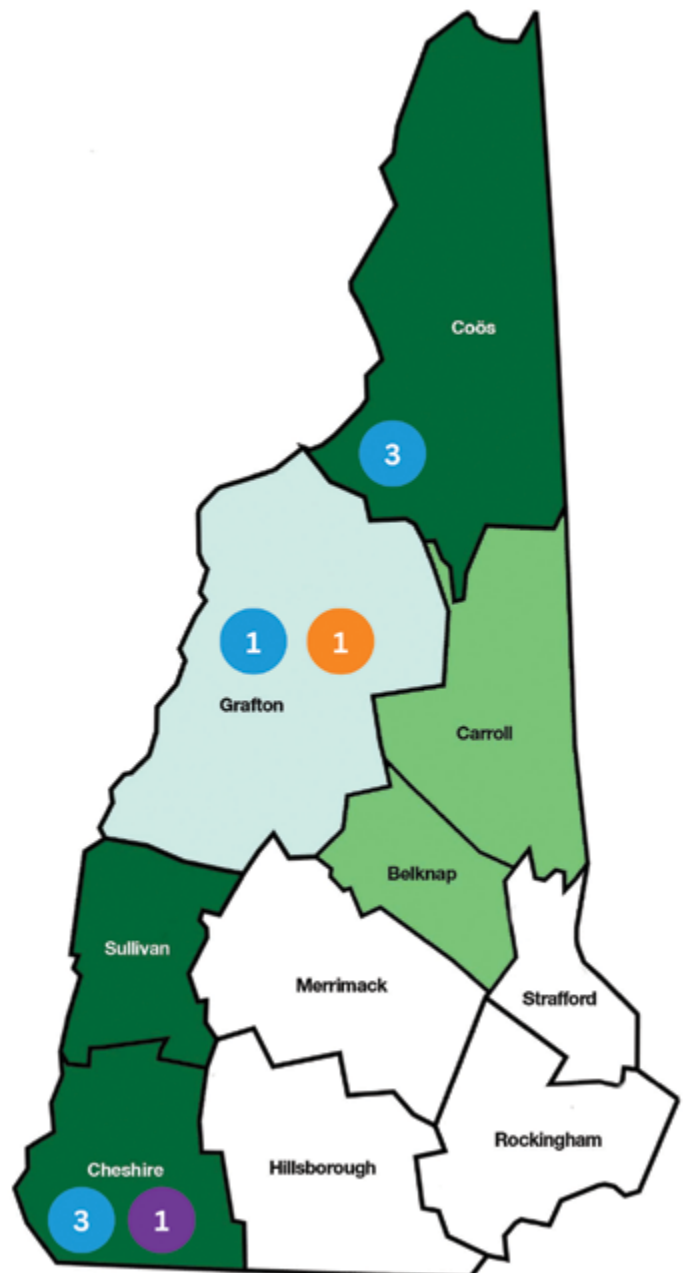 Coös
3
1 1
Grafton
Carroll
Belknap
Sullivan
Merrimack
Strafford
Rockingham
Hillsborough
Cheshire
3 1